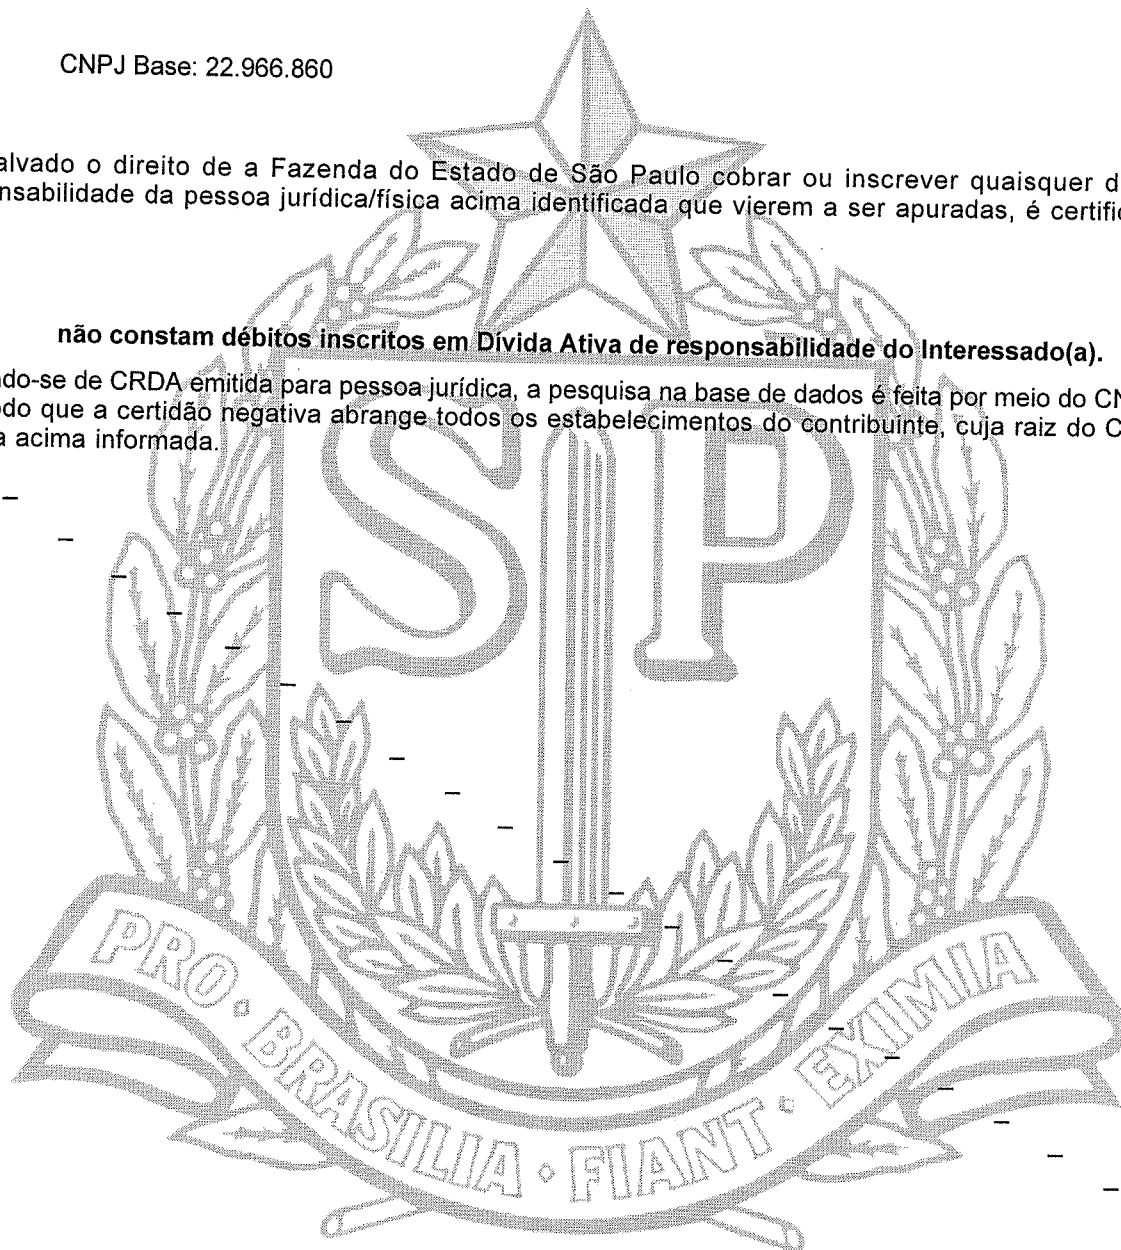 CNPJ Base: 22.966.860
alvado o direito de a Fazenda do Estado de São Paulo cobrar ou inscrever quaisquer d
nsabilidade da pessoa jurídica/física acima identificada que vierem a ser apuradas, é certific
não constam débitos inscritos em Dívida Ativa de responsabilidade do Interessado(a).
do-se de CRDA emitida para pessoa jurídica, a pesquisa na base de dados é feita por meio do CN
odo que a certidão negativa abrange todos os estabelecimentos do contribuinte, cuja raiz do C
a acima informada.
SP
PRO · BRASILIA · FIANT · EXIMIA